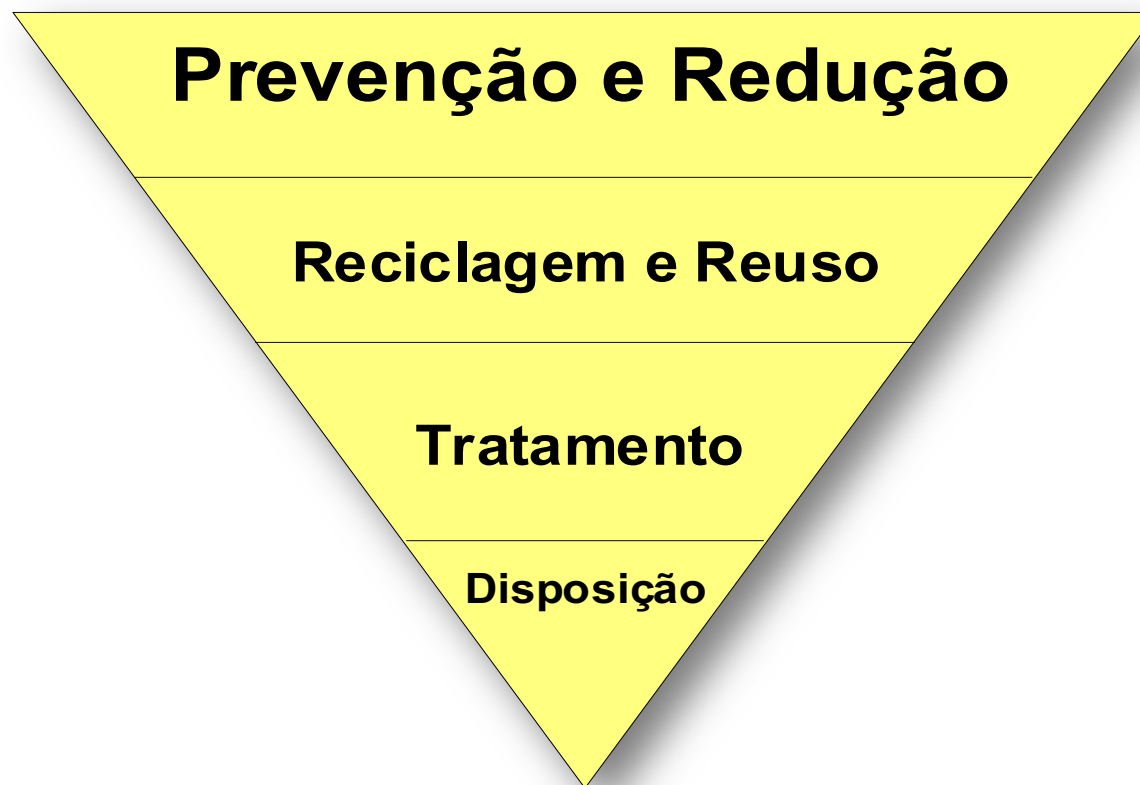 Prevenção e Redução
Reciclagem e Reuso
Tratamento
Disposição